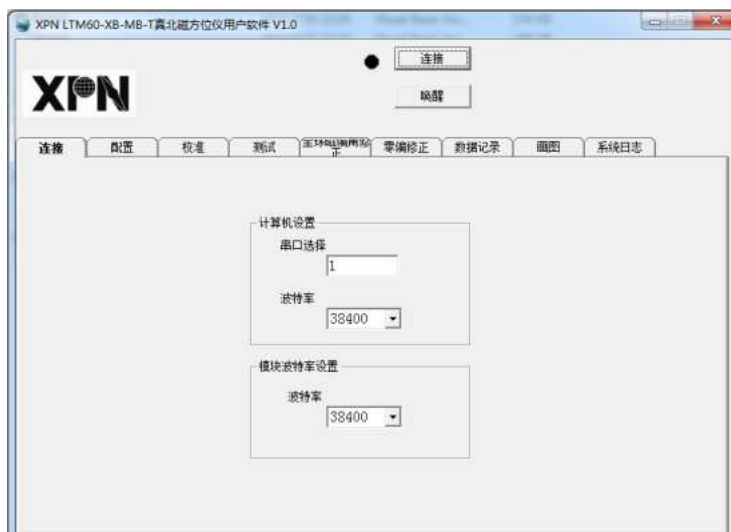 XPN LTM60-XB-MB-T真北磁方位仪用户软件 V1.0
连接
XPN
唤醒
连接
配置
校准
测试
零编修正
数据记录
画图
系统日志
计算机设置
串口选择
1
波特率
38400
模块波特率设置
波特率
38400